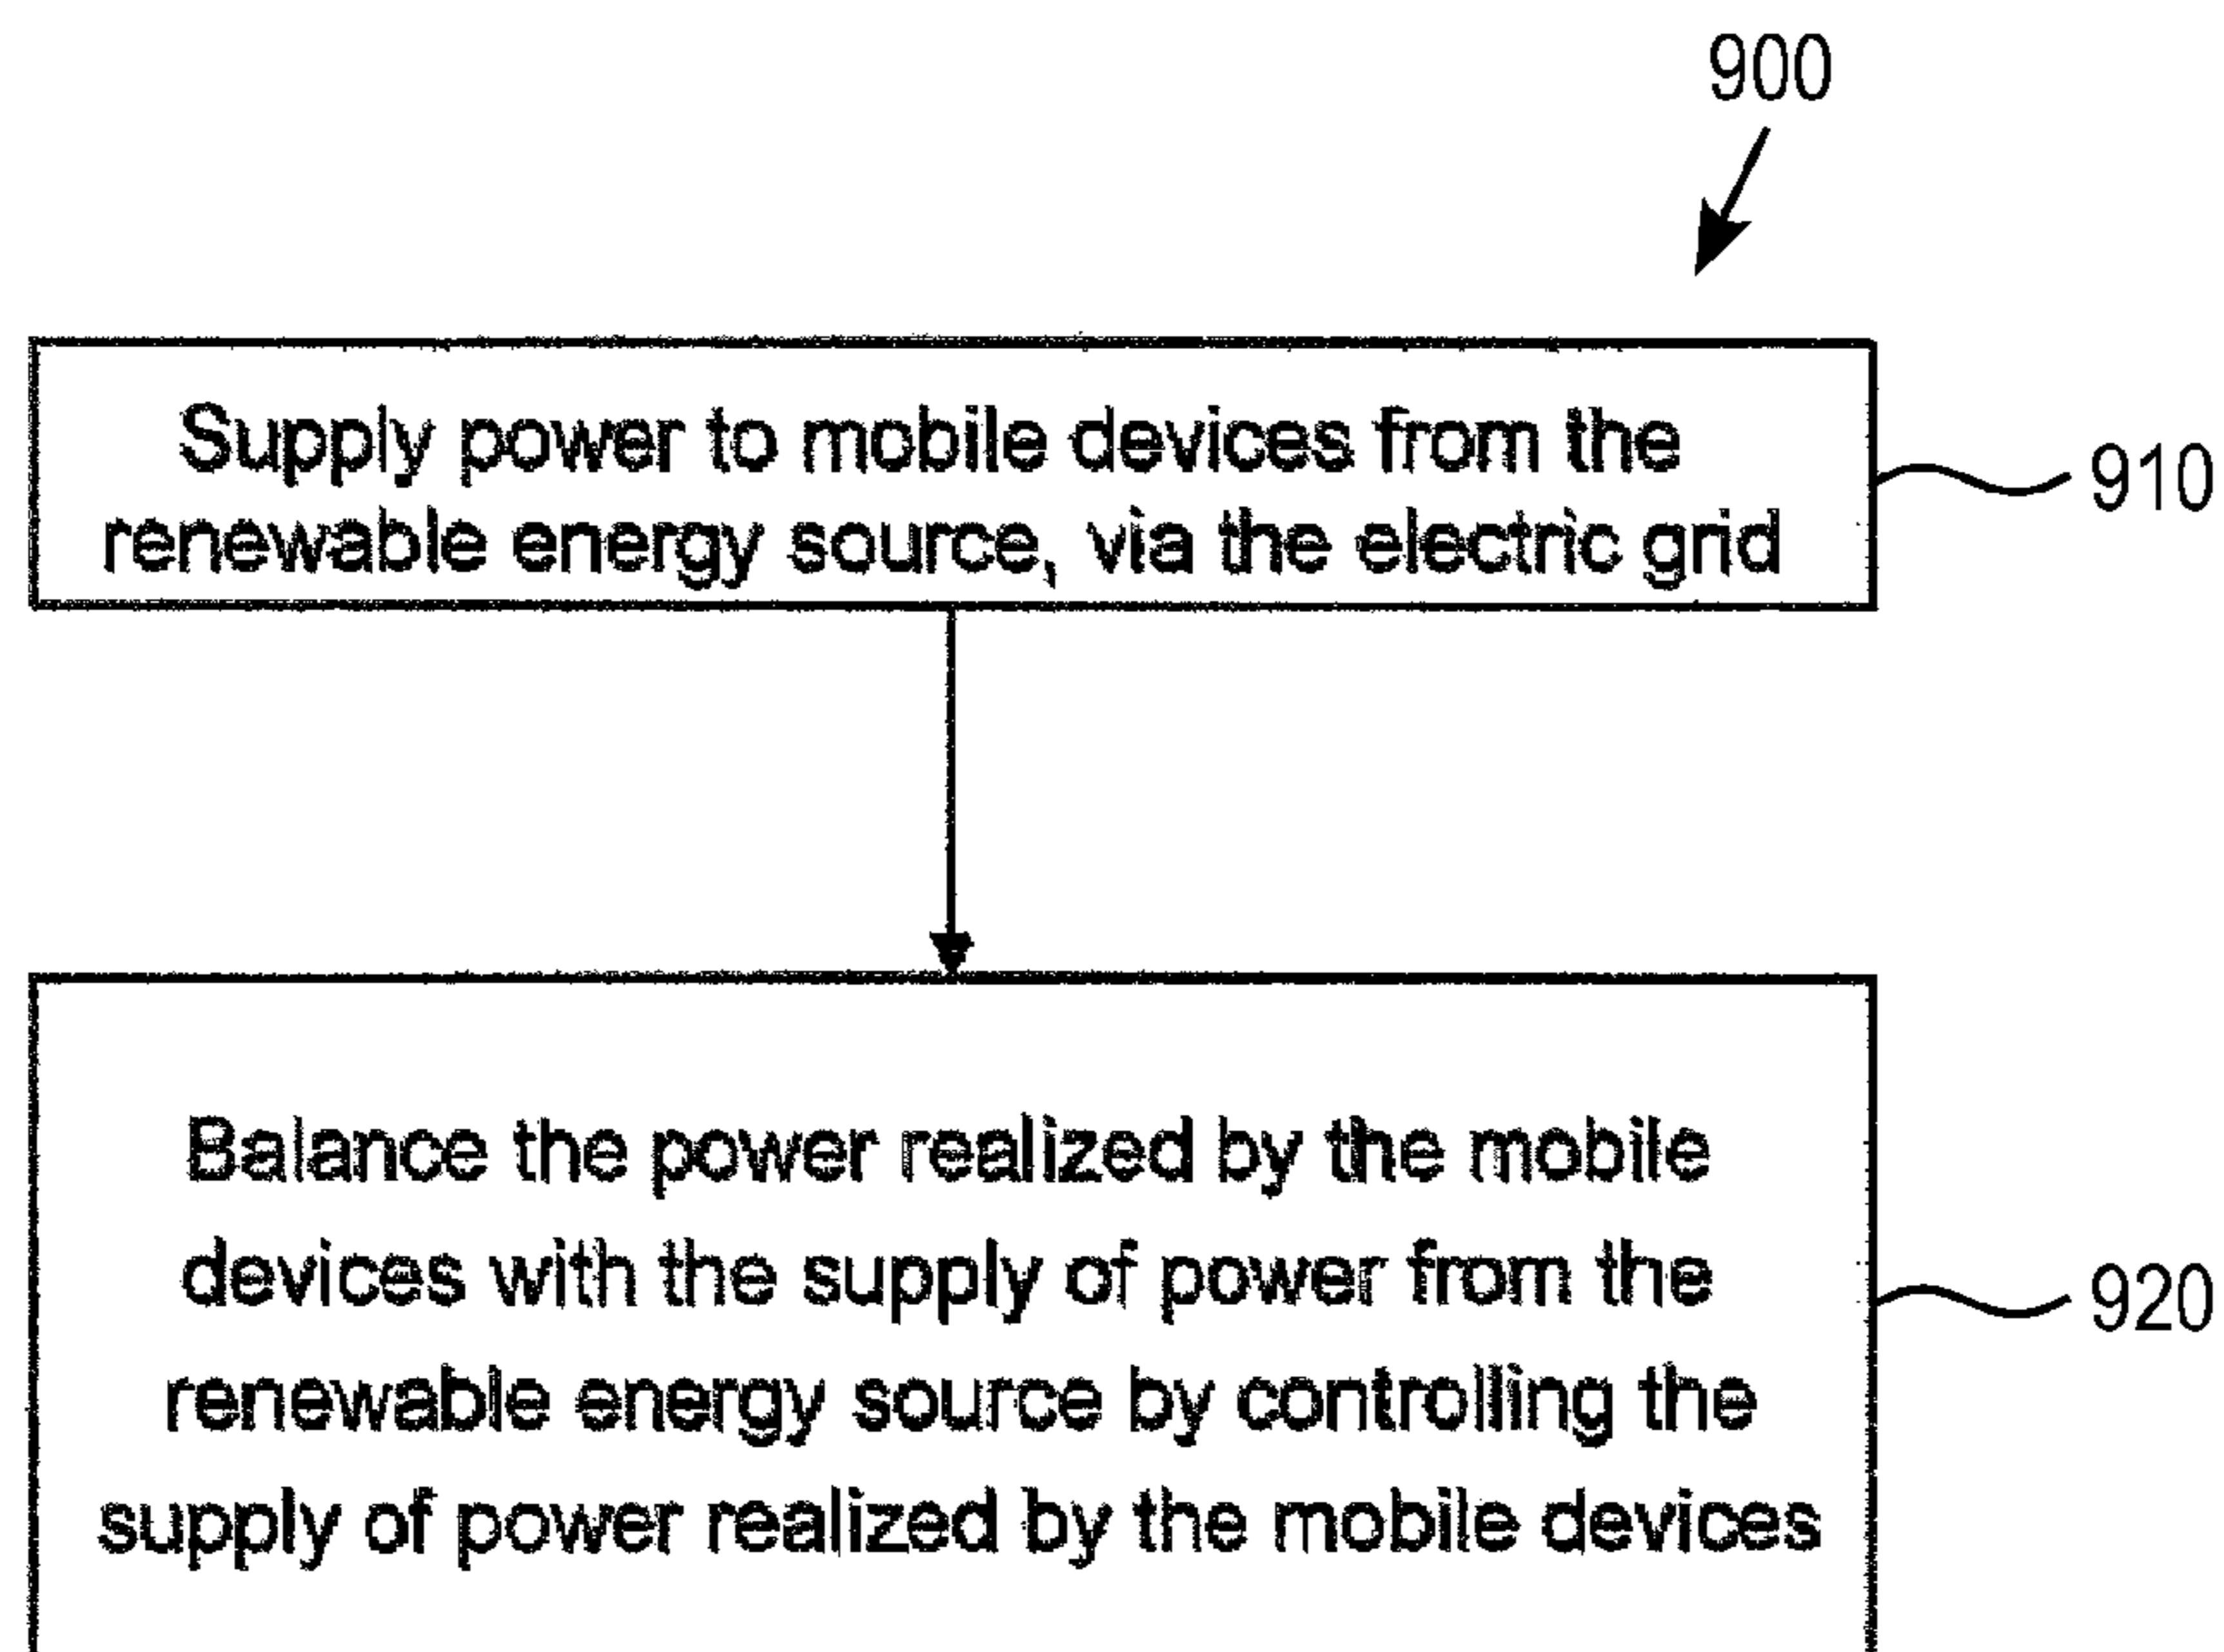 900
Supply power to mobile devices from the
renewable energy source, via the electric grid
910
Balance the power realized by the mobile
devices with the supply of power from the
renewable energy source by controlling the
supply of power realized by the mobile devices
920